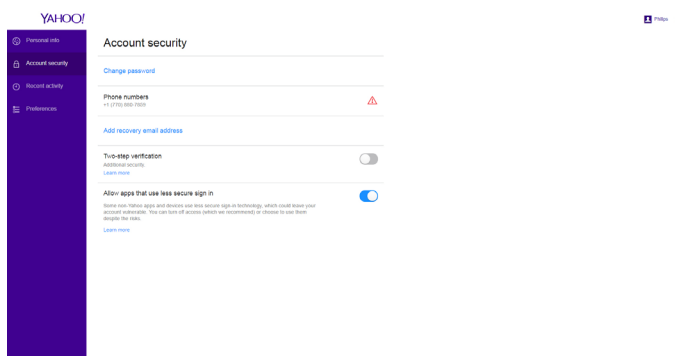 YAHOO!
Philips
Personal info
Account security
Recent activity
Preferences
Account security
Change password
Phone numbers
+1 (770)
Add recovery email address
Two-step verification
Additional security.
Learn more
Allow apps that use less secure sign in
Some non-Yahoo apps and devices use less secure sign-in technology, which could leave your
account vulnerable. You can turn off access (which we recommend) or choose to use them
despite the risks.
Learn more